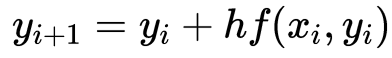 y_{i+1} = y_i + hf(x_i, y_i)